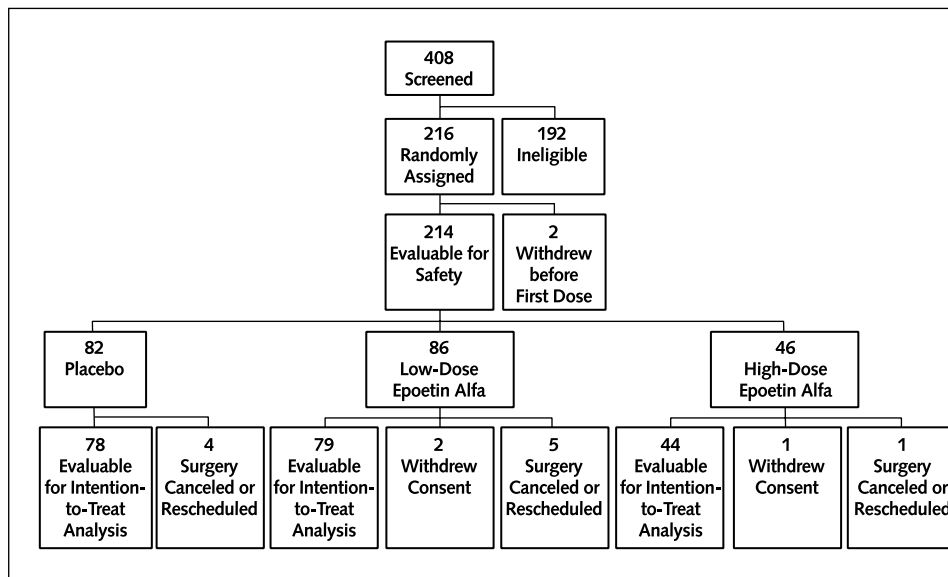 408
Screened
216
Randomly
Assigned
192
Ineligible
214
Evaluable for
Safety
2
Withdrew
before
First Dose
82
Placebo
86
Low-Dose
Epoetin Alfa
46
High-Dose
Epoetin Alfa
78
Evaluable
for Intention-
to-Treat
Analysis
4
Surgery
Canceled or
Rescheduled
79
Evaluable
for Intention-
to-Treat
Analysis
2
Withdrew
Consent
5
Surgery
Canceled or
Rescheduled
44
Evaluable
for Intention-
to-Treat
Analysis
1
Withdrew
Consent
1
Surgery
Canceled or
Rescheduled